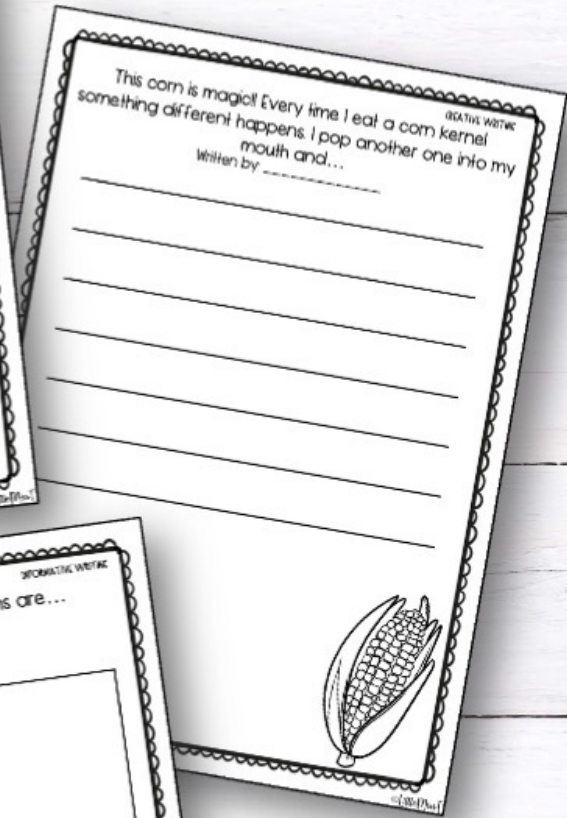 CREATIVE WRITING
This corn is magic! Every time I eat a corn kernel
something different happens. I pop another one into my
mouth and...
Written by
INFORMATIVE WRITING
ns are...